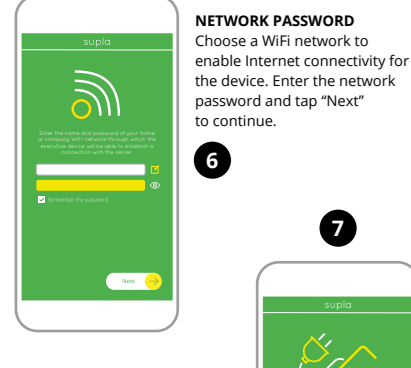 supla
Enter the name and password of your home
or company WiFi network through which the
executive device will be able to establish a
connection with the server.
Remember the password
Next
NETWORK PASSWORD
Choose a WiFi network to
enable Internet connectivity for
the device. Enter the network
password and tap “Next”
to continue.
6
7
supla